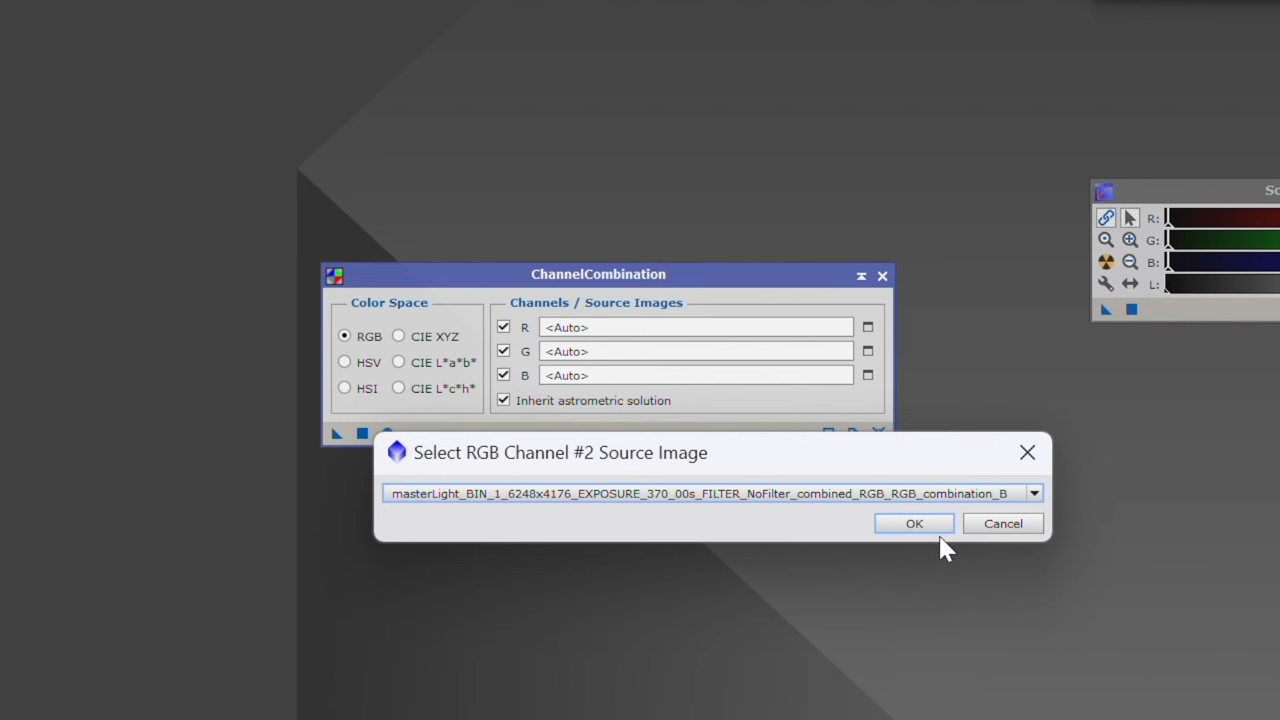 Sc
R:
G:
B:
L:
ChannelCombination
Color Space
Channels / Source Images
RGB
CIE XYZ
R
<Auto>
HSV
CIE L*a*b*
G
<Auto>
HSI
CIE L*c*h*
B
<Auto>
Inherit astrometric solution
Select RGB Channel #2 Source Image
masterLight_BIN_1_6248x4176_EXPOSURE_370_00s_FILTER_NoFilter_combined_RGB_RGB_combination_B
OK
Cancel